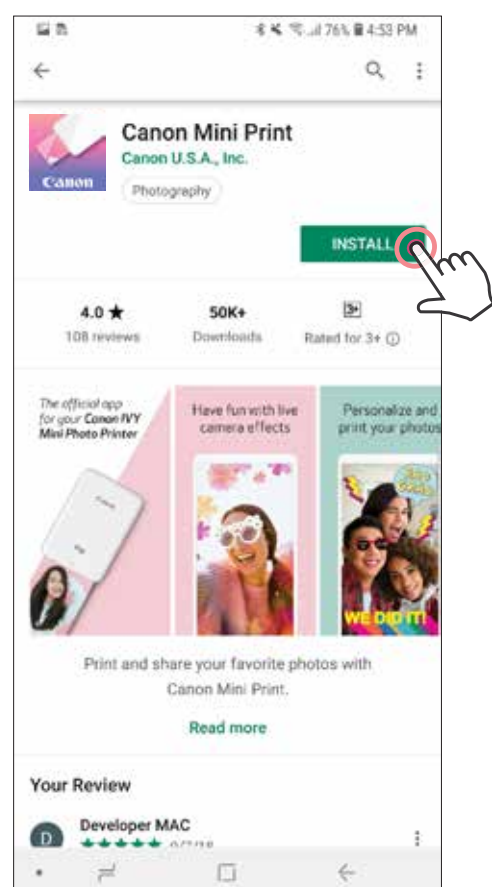 76% 4:53 PM
Canon Mini Print
Canon U.S.A., Inc.
Canon
Photography
INSTALL
4.0 ★
50K+
3+
108 reviews
Downloads
Rated for 3+
The official app
for your Canon IVY
Mini Photo Printer
Have fun with live
camera effects
Personalize and
print your photos
WE DID IT!
Print and share your favorite photos with
Canon Mini Print.
Read more
Your Review
D
Developer MAC